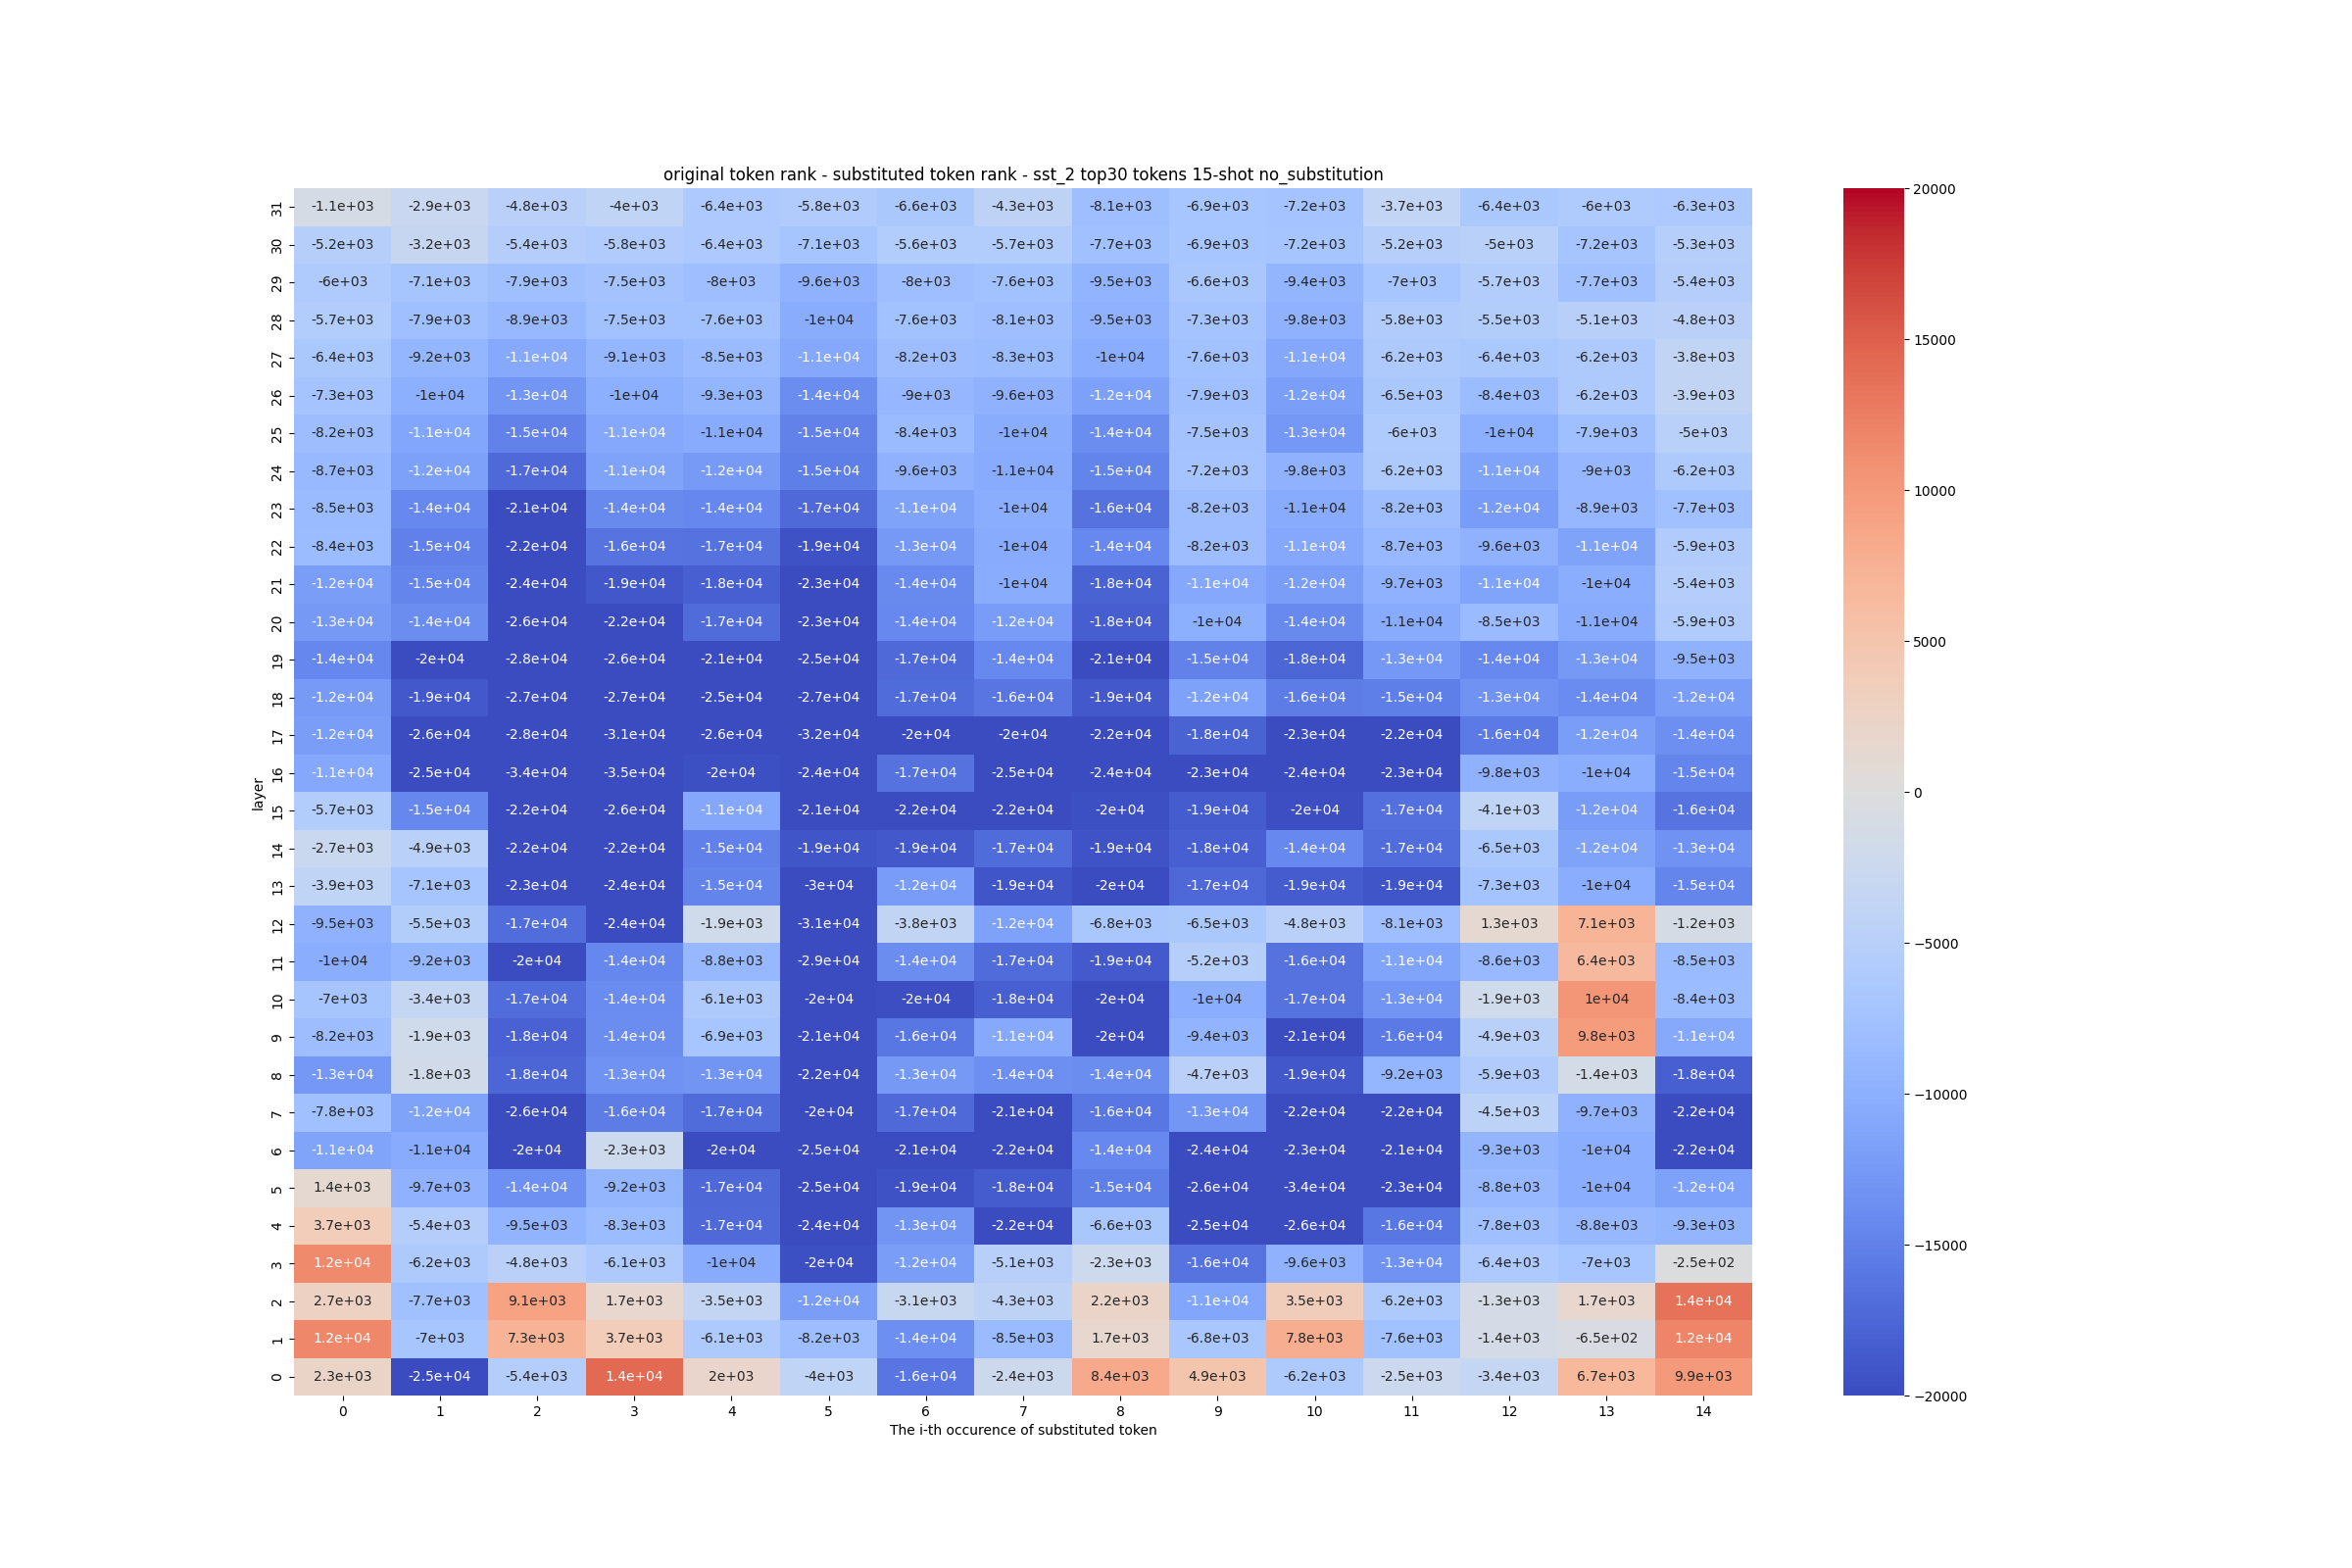 original token rank - substituted token rank - sst_2 top30 tokens 15-shot no_substitution
31 -1.1e+03 -2.9e+03 -4.8e+03 -4e+03 -6.4e+03 -5.8e+03 -6.6e+03 -4.3e+03 -8.1e+03 -6.9e+03 -7.2e+03 -3.7e+03 -6.4e+03 -6e+03 -6.3e+03
30 -5.2e+03 -3.2e+03 -5.4e+03 -5.8e+03 -6.4e+03 -7.1e+03 -5.6e+03 -5.7e+03 -7.7e+03 -6.9e+03 -7.2e+03 -5.2e+03 -5e+03 -7.2e+03 -5.3e+03
29 -6e+03 -7.1e+03 -7.9e+03 -7.5e+03 -8e+03 -9.6e+03 -8e+03 -7.6e+03 -9.5e+03 -6.6e+03 -9.4e+03 -7e+03 -5.7e+03 -7.7e+03 -5.4e+03
28 -5.7e+03 -7.9e+03 -8.9e+03 -7.5e+03 -7.6e+03 -1e+04 -7.6e+03 -8.1e+03 -9.5e+03 -7.3e+03 -9.8e+03 -5.8e+03 -5.5e+03 -5.1e+03 -4.8e+03
27 -6.4e+03 -9.2e+03 -1.1e+04 -9.1e+03 -8.5e+03 -1.1e+04 -8.2e+03 -8.3e+03 -1e+04 -7.6e+03 -1.1e+04 -6.2e+03 -6.4e+03 -6.2e+03 -3.8e+03
26 -7.3e+03 -1e+04 -1.3e+04 -1e+04 -9.3e+03 -1.4e+04 -9e+03 -9.6e+03 -1.2e+04 -7.9e+03 -1.2e+04 -6.5e+03 -8.4e+03 -6.2e+03 -3.9e+03
25 -8.2e+03 -1.1e+04 -1.5e+04 -1.1e+04 -1.1e+04 -1.5e+04 -8.4e+03 -1e+04 -1.4e+04 -7.5e+03 -1.3e+04 -6e+03 -1e+04 -7.9e+03 -5e+03
24 -8.7e+03 -1.2e+04 -1.7e+04 -1.1e+04 -1.2e+04 -1.5e+04 -9.6e+03 -1.1e+04 -1.5e+04 -7.2e+03 -9.8e+03 -6.2e+03 -1.1e+04 -9e+03 -6.2e+03
23 -8.5e+03 -1.4e+04 -2.1e+04 -1.4e+04 -1.4e+04 -1.7e+04 -1.1e+04 -1e+04 -1.6e+04 -8.2e+03 -1.1e+04 -8.2e+03 -1.2e+04 -8.9e+03 -7.7e+03
22 -8.4e+03 -1.5e+04 -2.2e+04 -1.6e+04 -1.7e+04 -1.9e+04 -1.3e+04 -1e+04 -1.4e+04 -8.2e+03 -1.1e+04 -8.7e+03 -9.6e+03 -1.1e+04 -5.9e+03
21 -1.2e+04 -1.5e+04 -2.4e+04 -1.9e+04 -1.8e+04 -2.3e+04 -1.4e+04 -1e+04 -1.8e+04 -1.1e+04 -1.2e+04 -9.7e+03 -1.1e+04 -1e+04 -5.4e+03
20 -1.3e+04 -1.4e+04 -2.6e+04 -2.2e+04 -1.7e+04 -2.3e+04 -1.4e+04 -1.2e+04 -1.8e+04 -1e+04 -1.4e+04 -1.1e+04 -8.5e+03 -1.1e+04 -5.9e+03
19 -1.4e+04 -2e+04 -2.8e+04 -2.6e+04 -2.1e+04 -2.5e+04 -1.7e+04 -1.4e+04 -2.1e+04 -1.5e+04 -1.8e+04 -1.3e+04 -1.4e+04 -1.3e+04 -9.5e+03
18 -1.2e+04 -1.9e+04 -2.7e+04 -2.7e+04 -2.5e+04 -2.7e+04 -1.7e+04 -1.6e+04 -1.9e+04 -1.2e+04 -1.6e+04 -1.5e+04 -1.3e+04 -1.4e+04 -1.2e+04
17 -1.2e+04 -2.6e+04 -2.8e+04 -3.1e+04 -2.6e+04 -3.2e+04 -2e+04 -2e+04 -2.2e+04 -1.8e+04 -2.3e+04 -2.2e+04 -1.6e+04 -1.2e+04 -1.4e+04
16 -1.1e+04 -2.5e+04 -3.4e+04 -3.5e+04 -2e+04 -2.4e+04 -1.7e+04 -2.5e+04 -2.4e+04 -2.3e+04 -2.4e+04 -2.3e+04 -9.8e+03 -1e+04 -1.5e+04
15 -5.7e+03 -1.5e+04 -2.2e+04 -2.6e+04 -1.1e+04 -2.1e+04 -2.2e+04 -2.2e+04 -2e+04 -1.9e+04 -2e+04 -1.7e+04 -4.1e+03 -1.2e+04 -1.6e+04
14 -2.7e+03 -4.9e+03 -2.2e+04 -2.2e+04 -1.5e+04 -1.9e+04 -1.9e+04 -1.7e+04 -1.9e+04 -1.8e+04 -1.4e+04 -1.7e+04 -6.5e+03 -1.2e+04 -1.3e+04
13 -3.9e+03 -7.1e+03 -2.3e+04 -2.4e+04 -1.5e+04 -3e+04 -1.2e+04 -1.9e+04 -2e+04 -1.7e+04 -1.9e+04 -1.9e+04 -7.3e+03 -1e+04 -1.5e+04
12 -9.5e+03 -5.5e+03 -1.7e+04 -2.4e+04 -1.9e+03 -3.1e+04 -3.8e+03 -1.2e+04 -6.8e+03 -6.5e+03 -4.8e+03 -8.1e+03 1.3e+03 7.1e+03 -1.2e+03
11 -1e+04 -9.2e+03 -2e+04 -1.4e+04 -8.8e+03 -2.9e+04 -1.4e+04 -1.7e+04 -1.9e+04 -5.2e+03 -1.6e+04 -1.1e+04 -8.6e+03 6.4e+03 -8.5e+03
10 -7e+03 -3.4e+03 -1.7e+04 -1.4e+04 -6.1e+03 -2e+04 -2e+04 -1.8e+04 -2e+04 -1e+04 -1.7e+04 -1.3e+04 -1.9e+03 1e+04 -8.4e+03
9 -8.2e+03 -1.9e+03 -1.8e+04 -1.4e+04 -6.9e+03 -2.1e+04 -1.6e+04 -1.1e+04 -2e+04 -9.4e+03 -2.1e+04 -1.6e+04 -4.9e+03 9.8e+03 -1.1e+04
8 -1.3e+04 -1.8e+03 -1.8e+04 -1.3e+04 -1.3e+04 -2.2e+04 -1.3e+04 -1.4e+04 -1.4e+04 -4.7e+03 -1.9e+04 -9.2e+03 -5.9e+03 -1.4e+03 -1.8e+04
7 -7.8e+03 -1.2e+04 -2.6e+04 -1.6e+04 -1.7e+04 -2e+04 -1.7e+04 -2.1e+04 -1.6e+04 -1.3e+04 -2.2e+04 -2.2e+04 -4.5e+03 -9.7e+03 -2.2e+04
6 -1.1e+04 -1.1e+04 -2e+04 -2.3e+03 -2e+04 -2.5e+04 -2.1e+04 -2.2e+04 -1.4e+04 -2.4e+04 -2.3e+04 -2.1e+04 -9.3e+03 -1e+04 -2.2e+04
5 1.4e+03 -9.7e+03 -1.4e+04 -9.2e+03 -1.7e+04 -2.5e+04 -1.9e+04 -1.8e+04 -1.5e+04 -2.6e+04 -3.4e+04 -2.3e+04 -8.8e+03 -1e+04 -1.2e+04
4 3.7e+03 -5.4e+03 -9.5e+03 -8.3e+03 -1.7e+04 -2.4e+04 -1.3e+04 -2.2e+04 -6.6e+03 -2.5e+04 -2.6e+04 -1.6e+04 -7.8e+03 -8.8e+03 -9.3e+03
3 1.2e+04 -6.2e+03 -4.8e+03 -6.1e+03 -1e+04 -2e+04 -1.2e+04 -5.1e+03 -2.3e+03 -1.6e+04 -9.6e+03 -1.3e+04 -6.4e+03 -7e+03 -2.5e+02
2 2.7e+03 -7.7e+03 9.1e+03 1.7e+03 -3.5e+03 -1.2e+04 -3.1e+03 -4.3e+03 2.2e+03 -1.1e+04 3.5e+03 -6.2e+03 -1.3e+03 1.7e+03 1.4e+04
1 1.2e+04 -7e+03 7.3e+03 3.7e+03 -6.1e+03 -8.2e+03 -1.4e+04 -8.5e+03 1.7e+03 -6.8e+03 7.8e+03 -7.6e+03 -1.4e+03 -6.5e+02 1.2e+04
0 2.3e+03 -2.5e+04 -5.4e+03 1.4e+04 2e+03 -4e+03 -1.6e+04 -2.4e+03 8.4e+03 4.9e+03 -6.2e+03 -2.5e+03 -3.4e+03 6.7e+03 9.9e+03
0 1 2 3 4 5 6 7 8 9 10 11 12 13 14
The i-th occurence of substituted token
layer
20000
15000
10000
5000
0
−5000
−10000
−15000
−20000